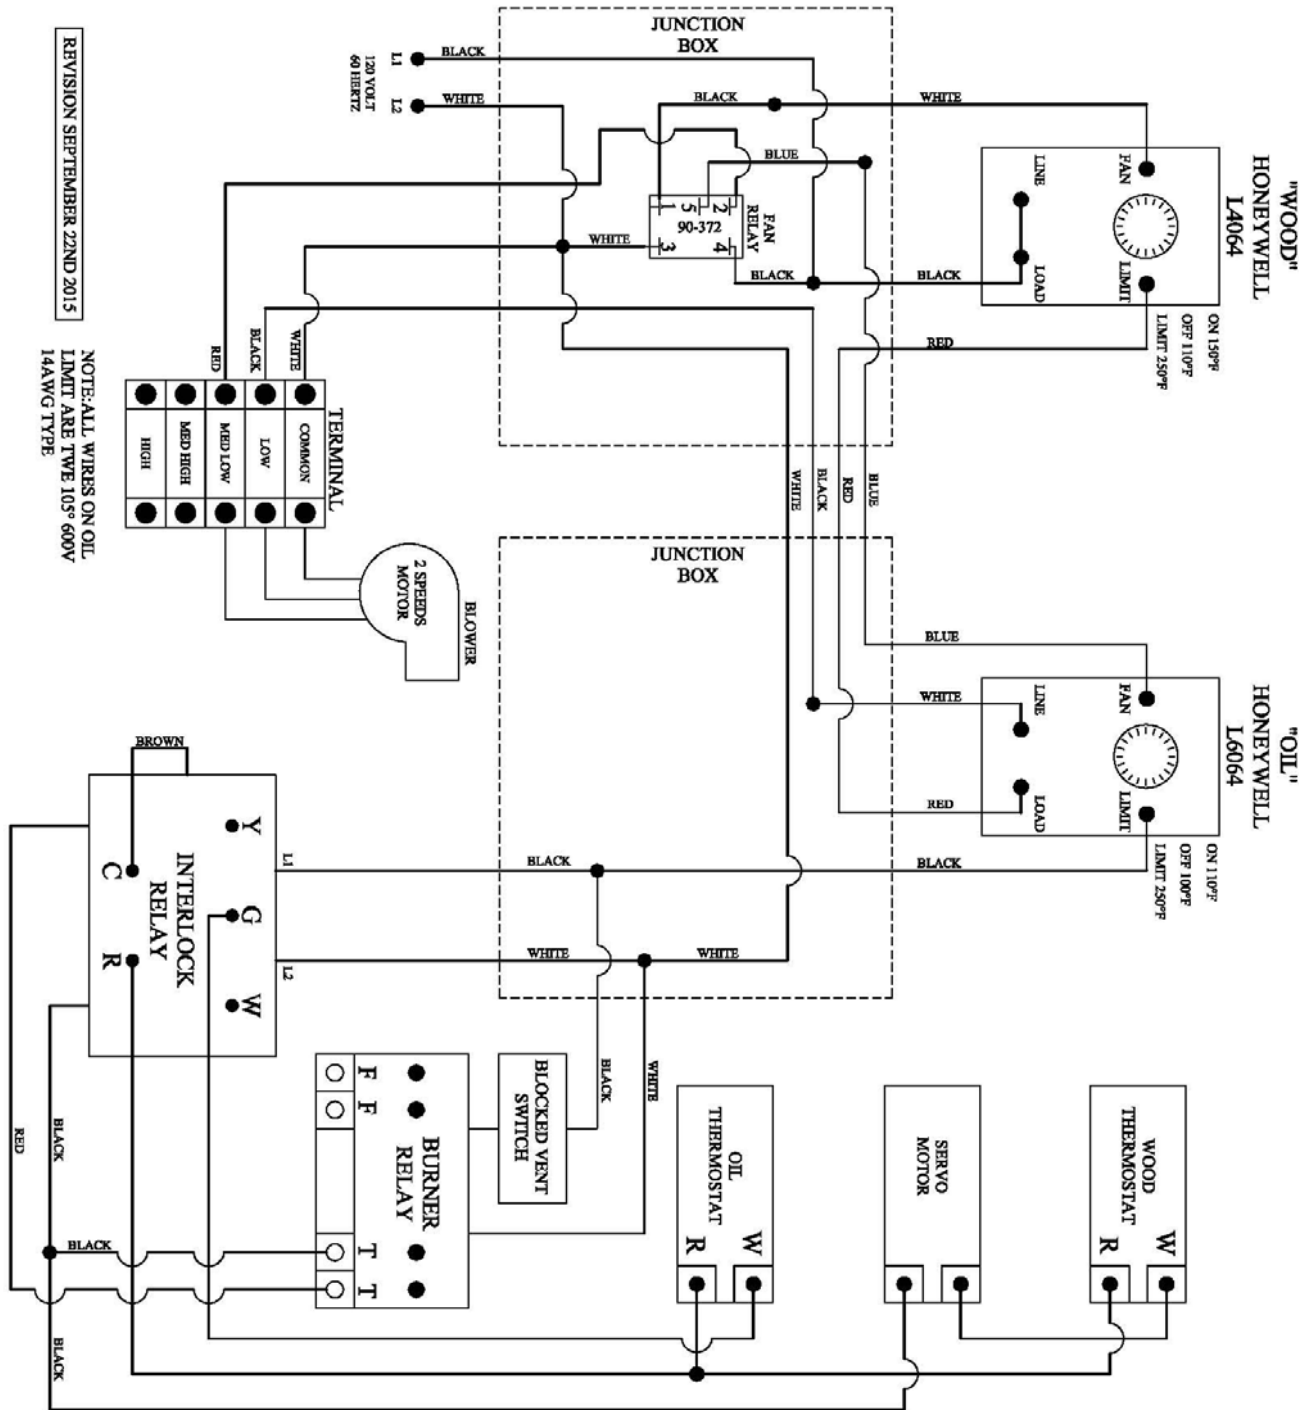 JUNCTION
BOX
L1
BLACK
120 VOLT
60 HERTZ
L2
WHITE
BLACK
WHITE
BLUE
1
5
2
90-372
3
4
FAN
RELAY
WHITE
BLACK
BLACK
"WOOD"
HONEYWELL
L4064
LINE
FAN
LOAD
LIMIT
ON 150°F
OFF 110°F
LIMIT 250°F
RED
REVISION SEPTEMBER 22ND 2015
NOTE:ALL WIRES ON OIL
LIMIT ARE TWE 105° 600V
14AWG TYPE
RED
BLACK
WHITE
TERMINAL
HIGH
MED HIGH
MED LOW
LOW
COMMON
2 SPEEDS
MOTOR
BLOWER
WHITE
BLACK
RED
BLUE
JUNCTION
BOX
BLUE
WHITE
RED
"OIL"
HONEYWELL
L6064
LINE
FAN
LOAD
LIMIT
ON 110°F
OFF 100°F
LIMIT 250°F
BROWN
Y
G
W
C
R
INTERLOCK
RELAY
L1
L2
BLACK
BLACK
WHITE
WHITE
BLACK
WHITE
RED
BLACK
BLACK
BLACK
F
F
T
T
BURNER
RELAY
BLOCKED VENT
SWITCH
OIL
THERMOSTAT
R
W
SERVO
MOTOR
WOOD
THERMOSTAT
R
W